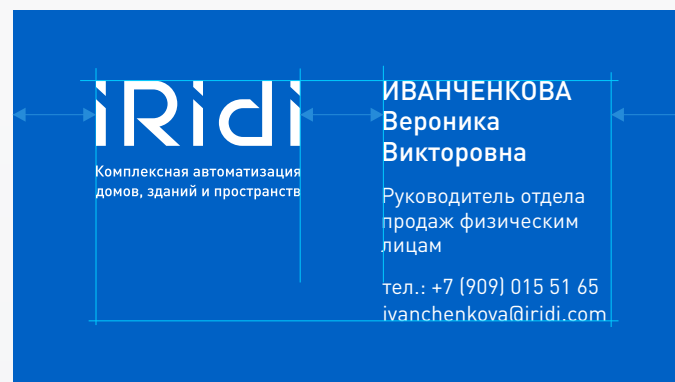 iRidi
Комплексная автоматизация
домов, зданий и пространств
ИВАНЧЕНКОВА
Вероника
Викторовна
Руководитель отдела
продаж физическим
лицам
тел.: +7 (909) 015 51 65
ivanchenkova@iridi.com